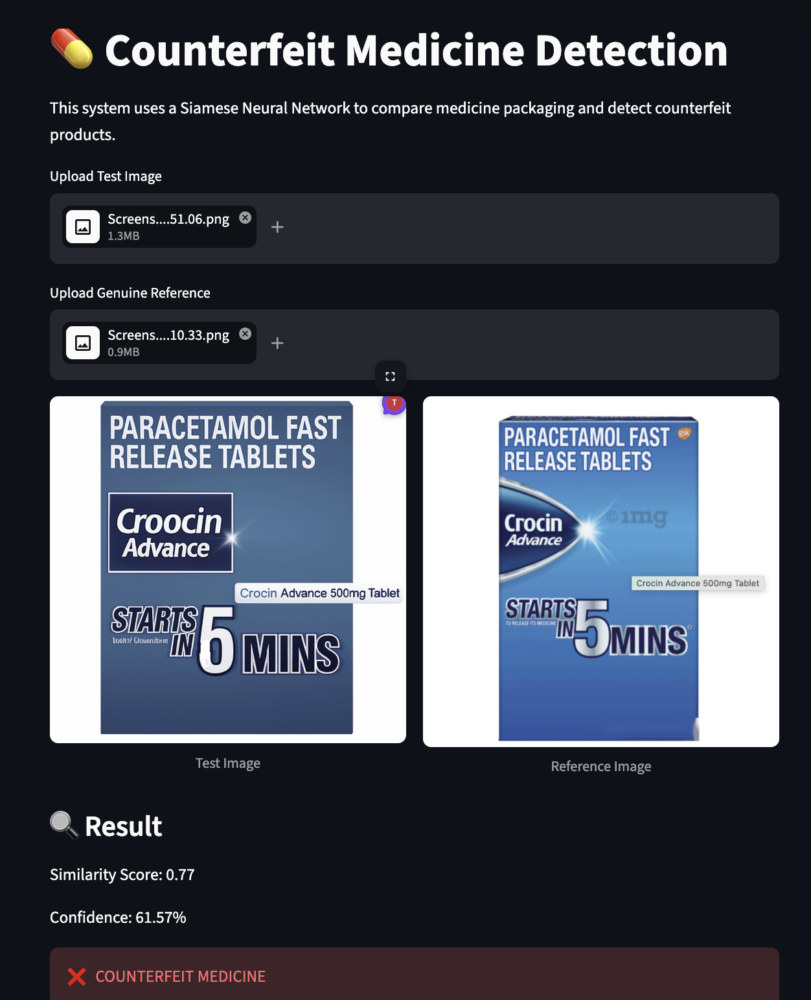 Counterfeit Medicine Detection
This system uses a Siamese Neural Network to compare medicine packaging and detect counterfeit
products.
Upload Test Image
Screens....51.06.png
1.3MB
Upload Genuine Reference
Screens....10.33.png
0.9MB
T
PARACETAMOL FAST
RELEASE TABLETS
Croocin
Advance
Crocin Advance 500mg Tablet
STARTS
IN
MINS
Test Image
PARACETAMOL FAST
RELEASE TABLETS
gsk
Crocin
Advance
©1mg
Crocin Advance 500mg Tablet
STARTS
TO RELEASE ITS MEDICINE
IN 5 MINS*
Reference Image
Result
Similarity Score: 0.77
Confidence: 61.57%
COUNTERFEIT MEDICINE